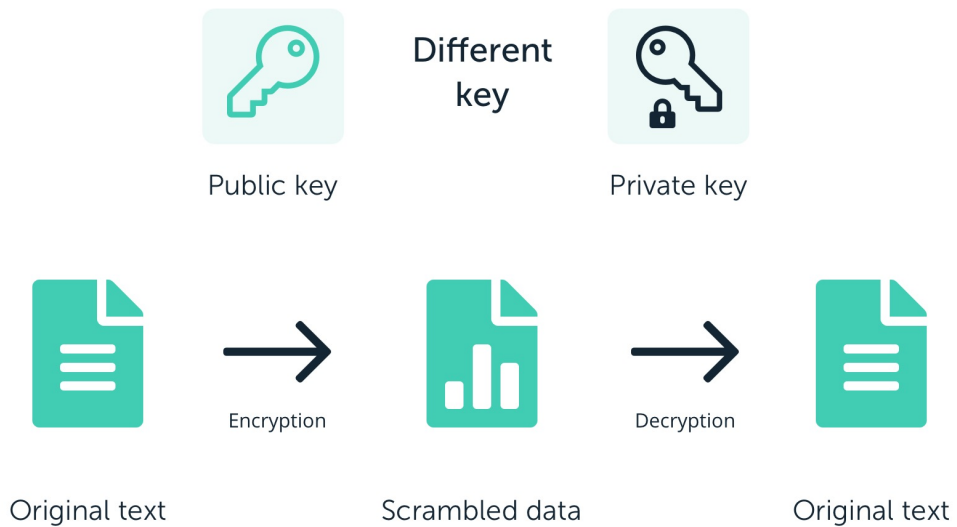 Different
key
Public key
Private key
Encryption
Decryption
Original text
Scrambled data
Original text